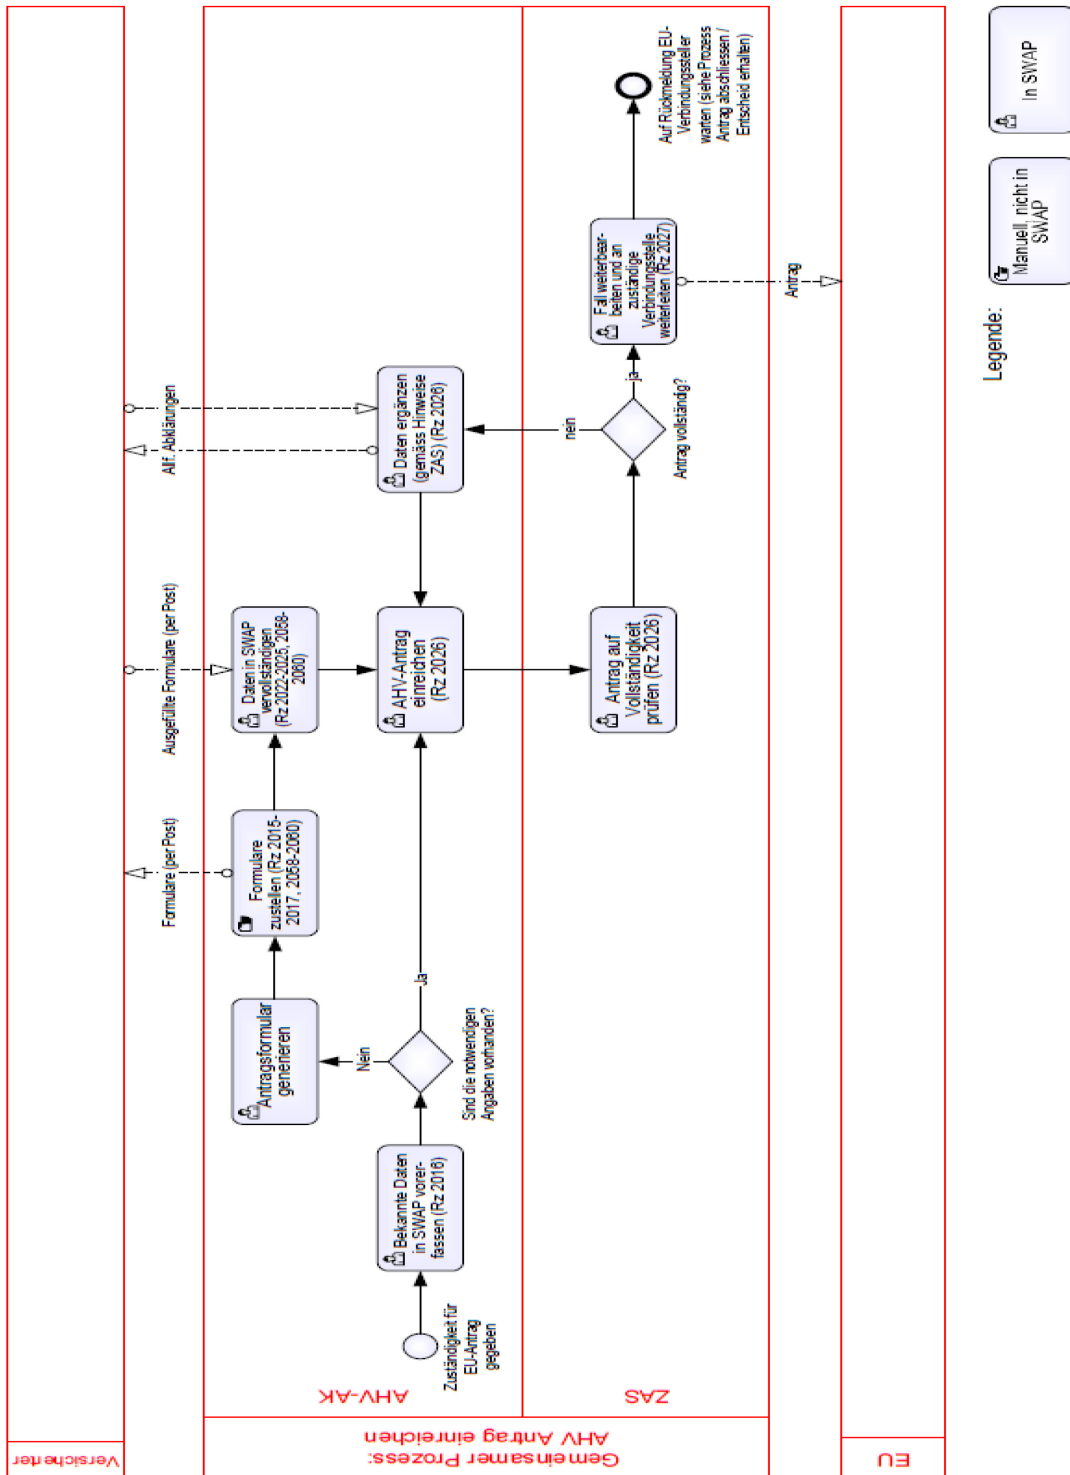 Versicherter
Gemeinsamer Prozess:
AHV Antrag einreichen
AHV-AK
ZAS
EU
Zuständigkeit für
EU-Antrag
gegeben
Bekannte Daten
in SWAP vorer-
fassen (Rz 2016)
Sind die notwendigen
Angaben vorhanden?
Nein
Ja
Antragsformular
generieren
Formulare
zustellen (Rz 2015-
2017, 2058-2060)
Formulare (per Post)
Daten in SWAP
vervollständigen
(Rz 2022-2025, 2058-
2060)
Ausgefüllte Formulare (per Post)
AHV-Antrag
einreichen
(Rz 2026)
Daten ergänzen
(gemäss Hinweise
ZAS) (Rz 2026)
Allf. Abklärungen
Antrag auf
Vollständigkeit
prüfen (Rz 2026)
Antrag vollständig?
nein
ja
Fall weiterbear-
beiten und an
zuständige
Verbindungsstelle
weiterleiten (Rz 2027)
Antrag
Auf Rückmeldung EU-
Verbindungssteller
warten (siehe Prozess
Antrag abschliessen /
Entscheid erhalten)
Legende:
Manuell, nicht in
SWAP
In SWAP